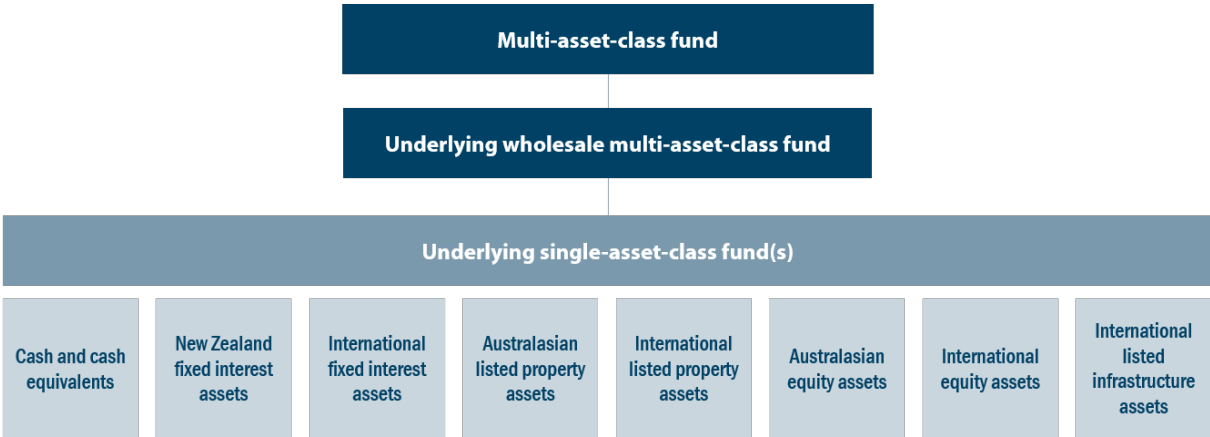 Multi-asset-class fund
Underlying wholesale multi-asset-class fund
Underlying single-asset-class fund(s)
Cash and cash
equivalents
New Zealand
fixed interest
assets
International
fixed interest
assets
Australasian
listed property
assets
International
listed property
assets
Australasian
equity assets
International
equity assets
International
listed
infrastructure
assets